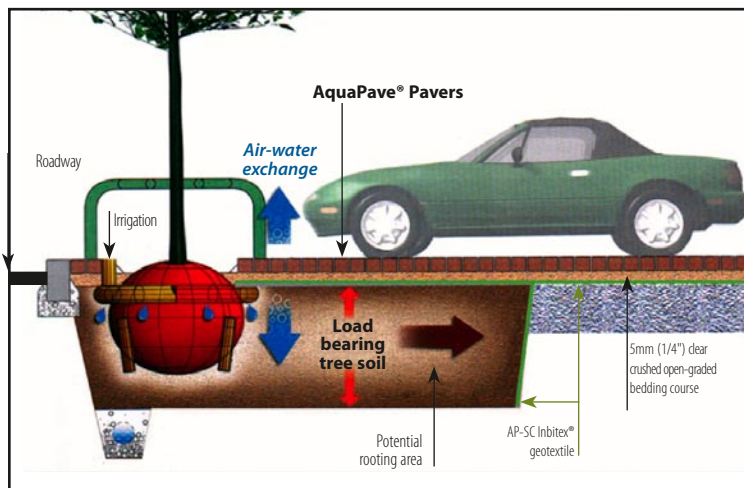 AquaPave® Pavers
Roadway
Air-water
exchange
Irrigation
Load
bearing
tree soil
5mm (1/4") clear
crushed open-graded
bedding course
Potential
rooting area
AP-SC Inbitex®
geotextile